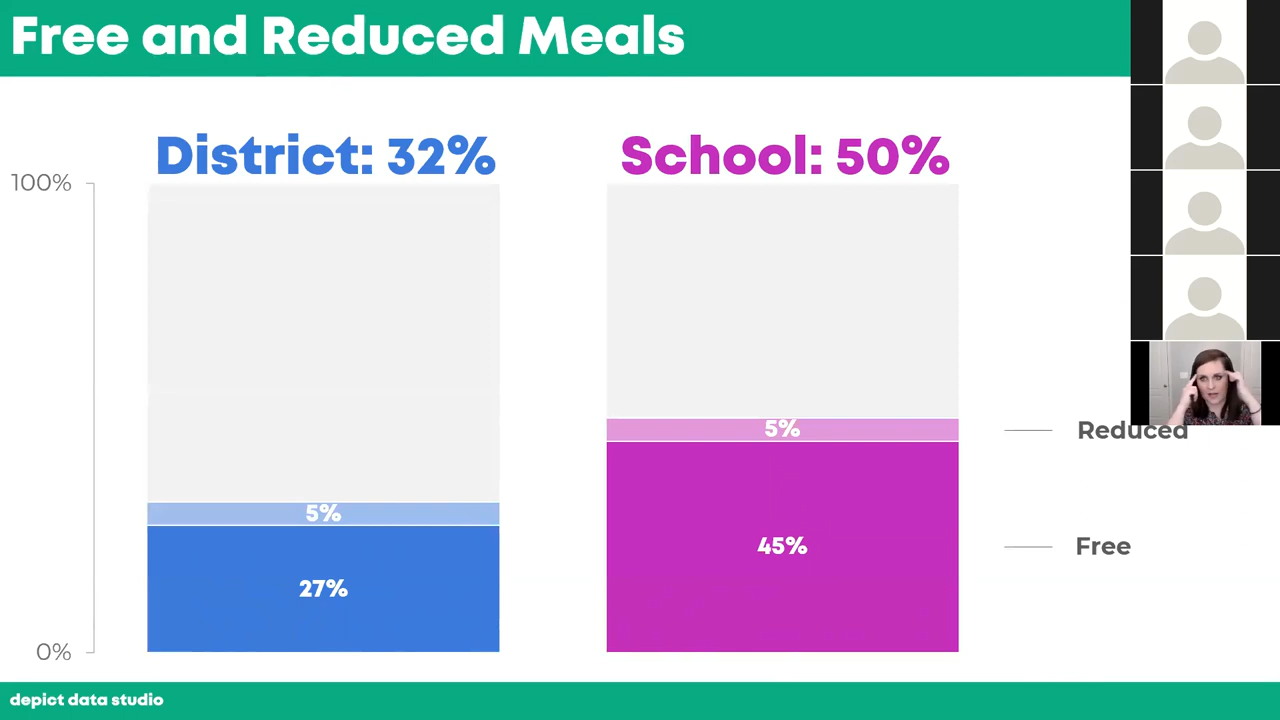 Free and Reduced Meals
District: 32%
School: 50%
100%
5%
Reduced
5%
45%
Free
27%
0%
depict data studio